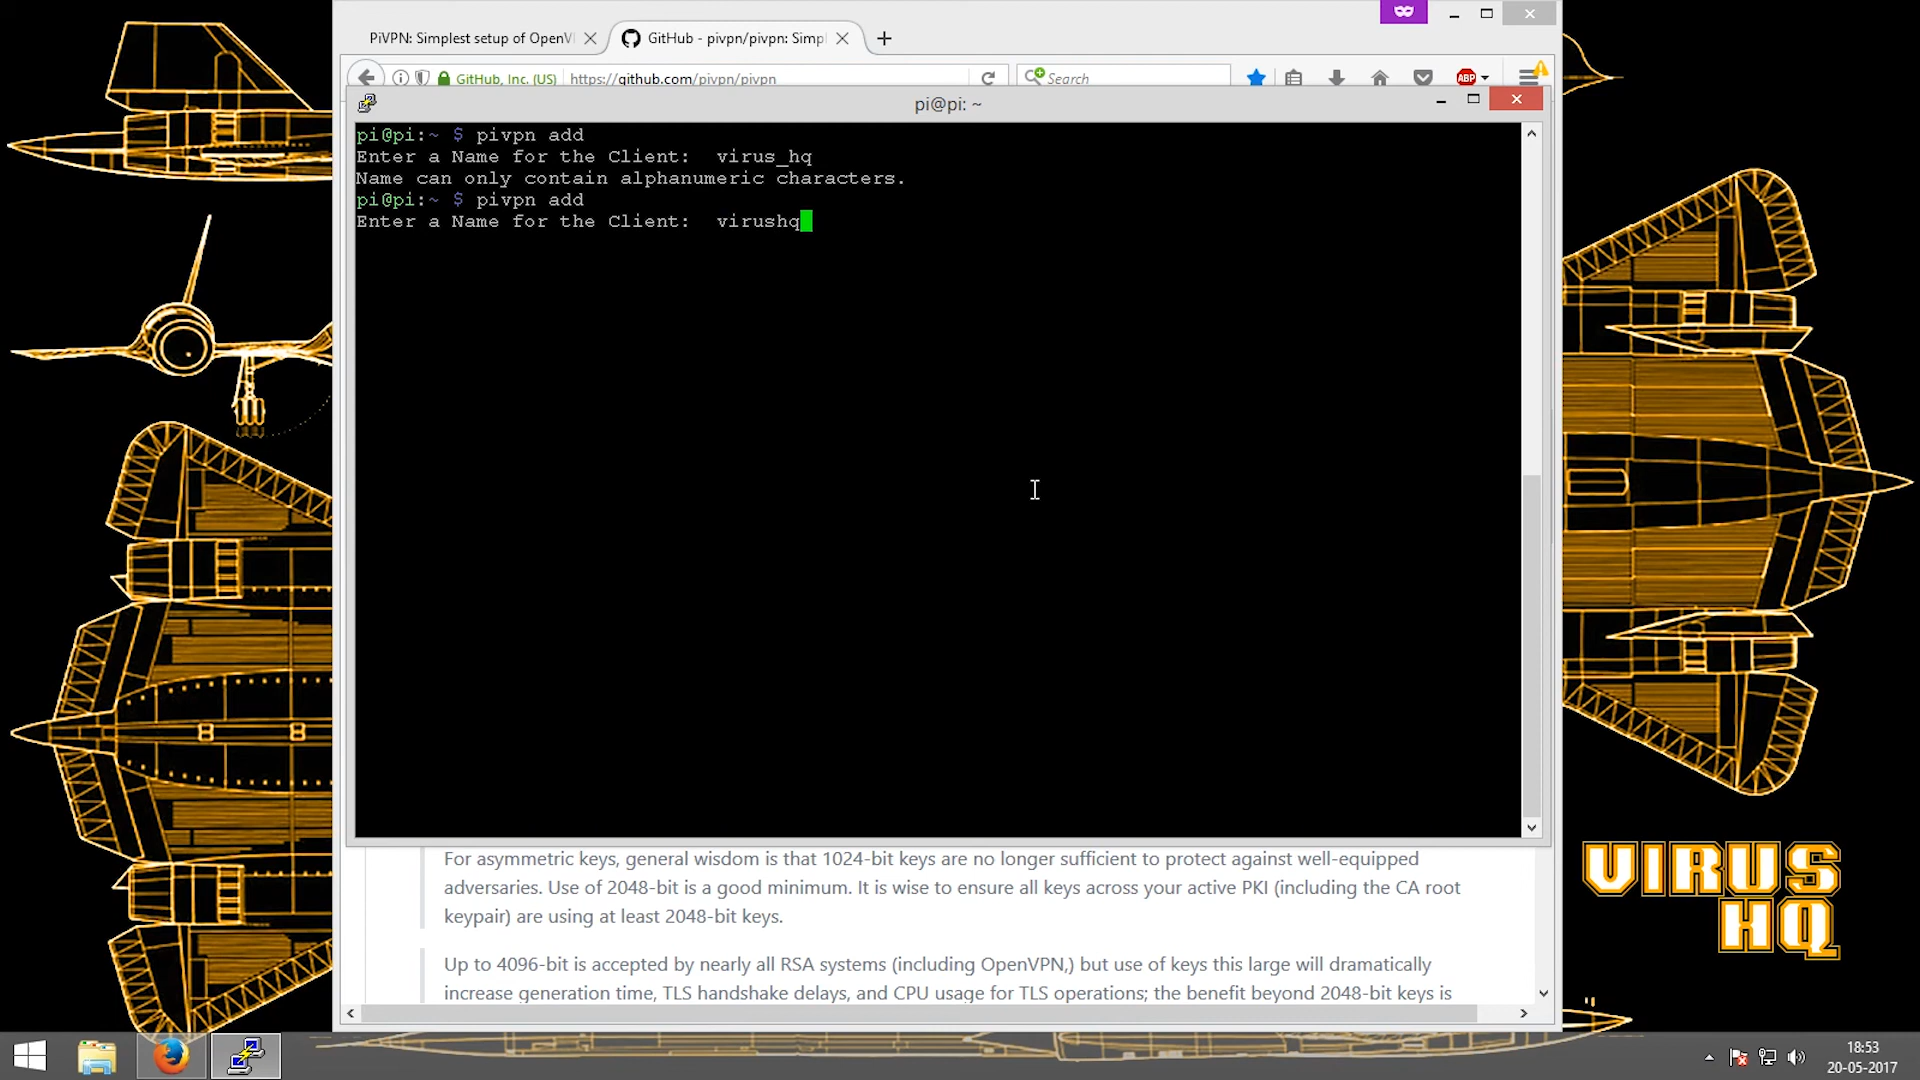 PiVPN: Simplest setup of OpenV
GitHub - pivpn/pivpn: Simpl
GitHub, Inc. (US)
https://github.com/pivpn/pivpn
Search
ABP
pi@pi: ~
pi@pi:~ $ pivpn add
Enter a Name for the Client: virus_hq
Name can only contain alphanumeric characters.
pi@pi:~ $ pivpn add
Enter a Name for the Client: virushq
For asymmetric keys, general wisdom is that 1024-bit keys are no longer sufficient to protect against well-equipped
adversaries. Use of 2048-bit is a good minimum. It is wise to ensure all keys across your active PKI (including the CA root
keypair) are using at least 2048-bit keys.
Up to 4096-bit is accepted by nearly all RSA systems (including OpenVPN,) but use of keys this large will dramatically
increase generation time, TLS handshake delays, and CPU usage for TLS operations; the benefit beyond 2048-bit keys is
VIRUS
HQ
18:53
20-05-2017